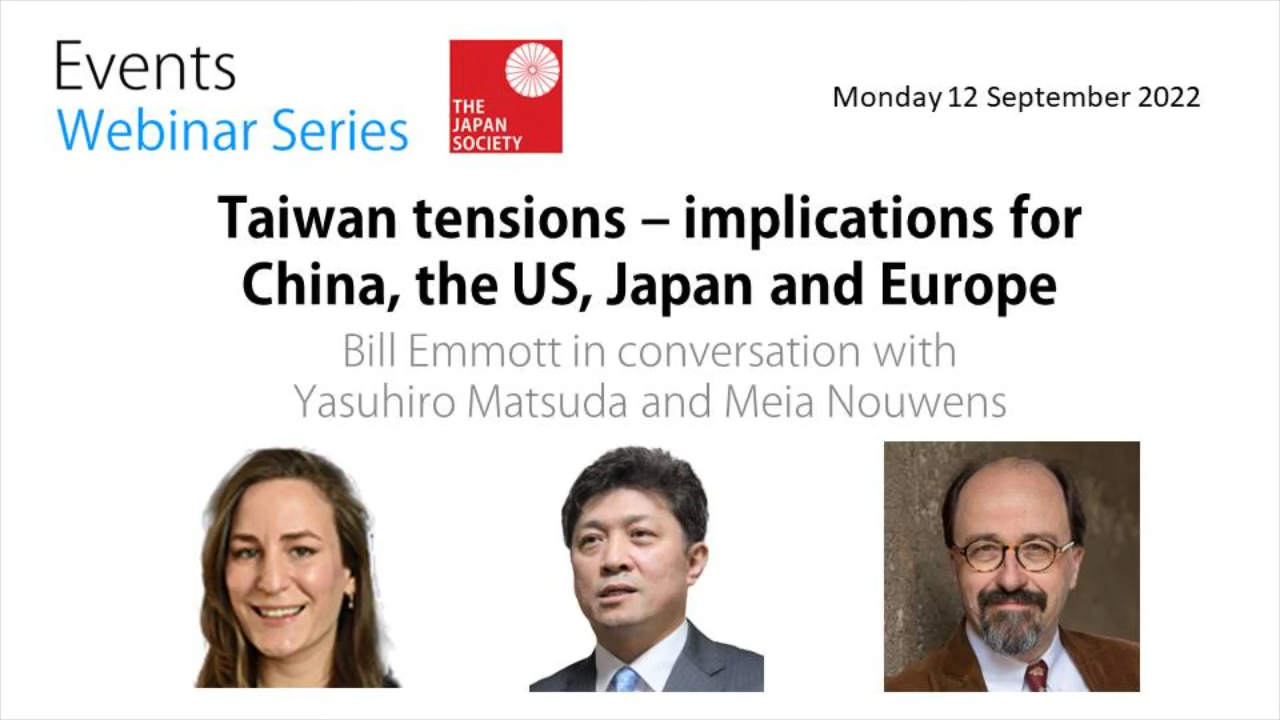 Events
Webinar Series
THE
JAPAN
SOCIETY
Monday 12 September 2022
Taiwan tensions – implications for
China, the US, Japan and Europe
Bill Emmott in conversation with
Yasuhiro Matsuda and Meia Nouwens